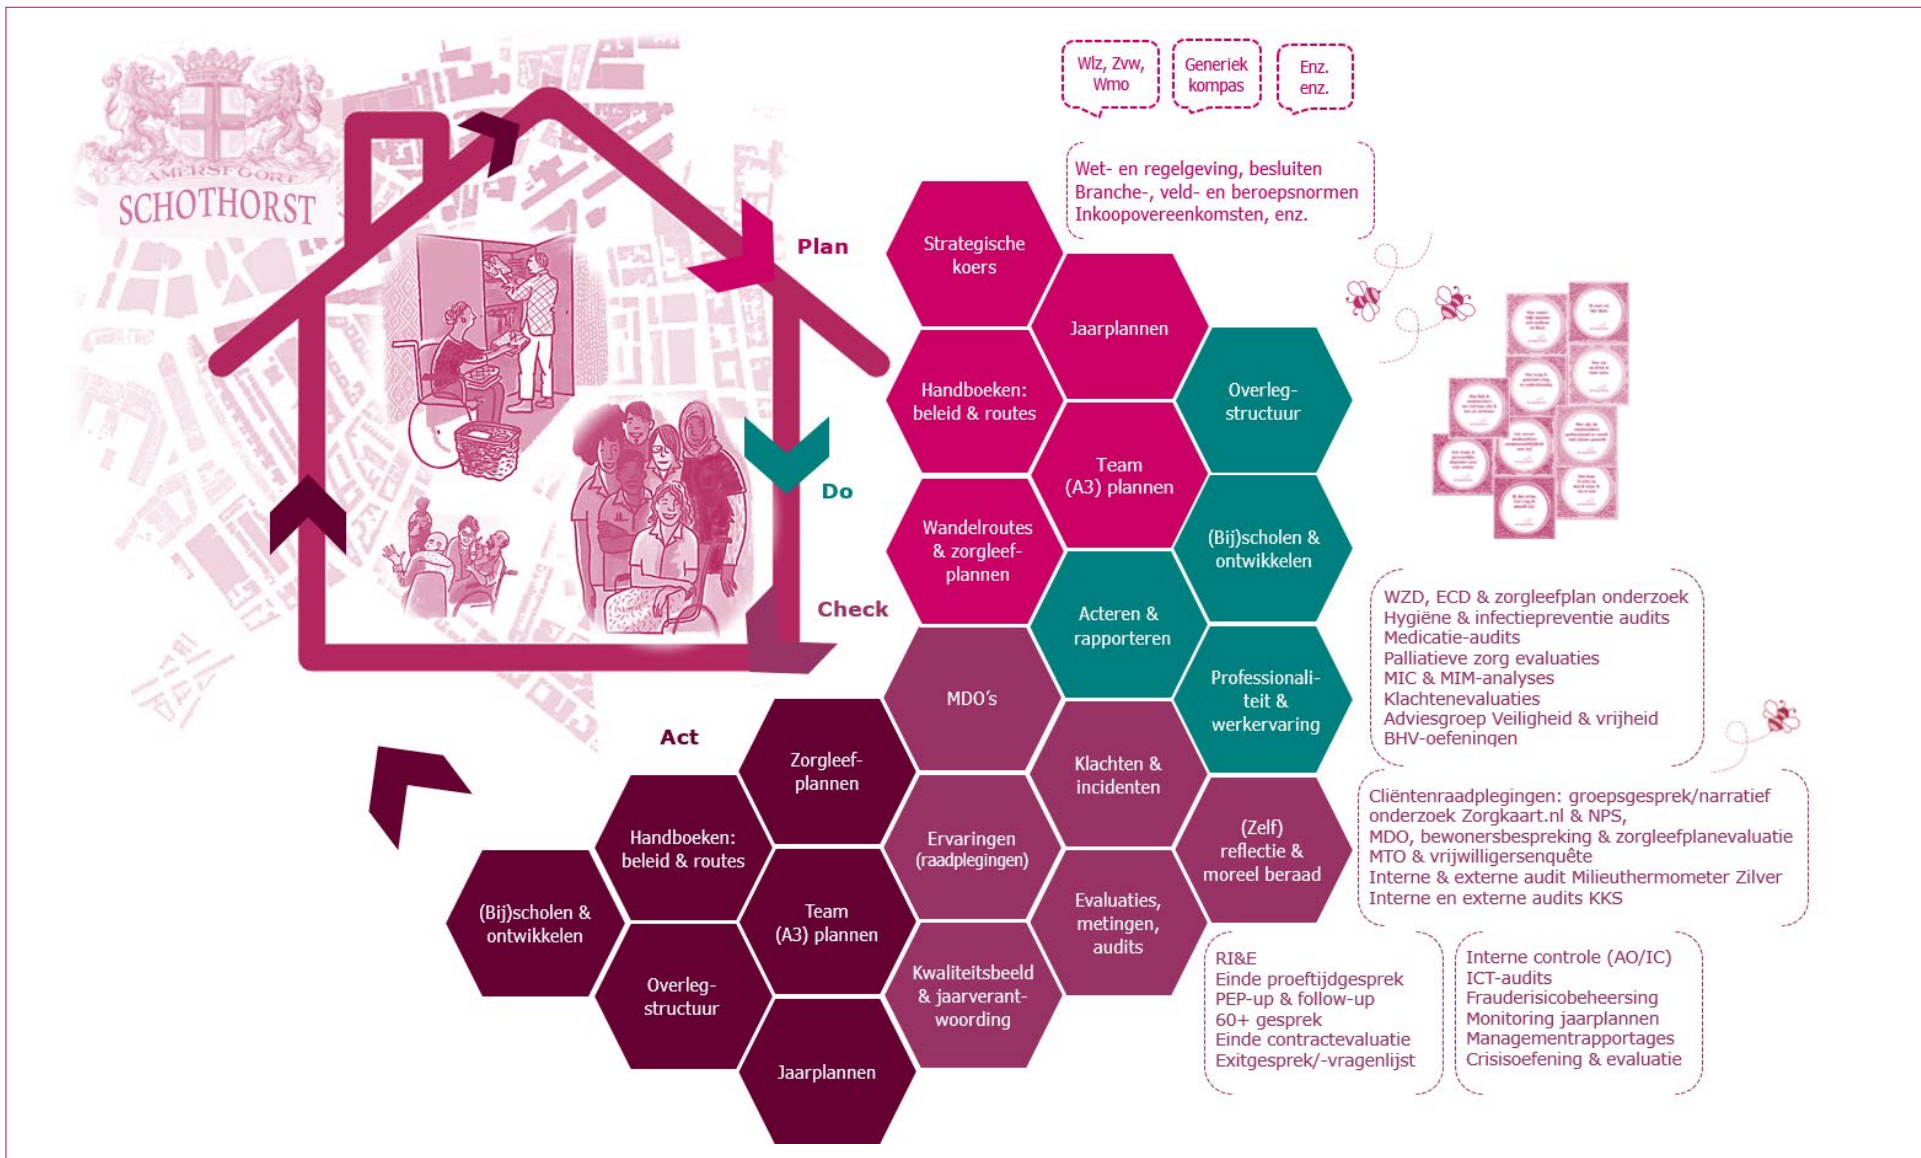 AMERSFOORT
SCHOTHORST
Wlz, Zvw,
Wmo
Generiek
kompas
Enz.
enz.
Wet- en regelgeving, besluiten
Branche-, veld- en beroepsnormen
Inkoopovereenkomsten, enz.
Plan
Do
Check
Act
Strategische
koers
Jaarplannen
Handboeken:
beleid & routes
Team
(A3) plannen
Wandelroutes
& zorgleef-
plannen
Overleg-
structuur
(Bij)scholen &
ontwikkelen
Acteren &
rapporteren
Professionali-
teit &
werkervaring
MDO's
Klachten &
incidenten
Ervaringen
(raadplegingen)
(Zelf)
reflectie &
moreel beraad
Evaluaties,
metingen,
audits
Kwaliteitsbeeld
& jaarverant-
woording
Zorgleef-
plannen
Handboeken:
beleid & routes
Team
(A3) plannen
(Bij)scholen &
ontwikkelen
Overleg-
structuur
Jaarplannen
WZD, ECD & zorgleefplan onderzoek
Hygiëne & infectiepreventie audits
Medicatie-audits
Palliatieve zorg evaluaties
MIC & MIM-analyses
Klachtenevaluaties
Adviesgroep Veiligheid & vrijheid
BHV-oefeningen
Cliëntenraadplegingen: groepsgesprek/narratief
onderzoek Zorgkaart.nl & NPS,
MDO, bewonersbespreking & zorgleefplanevaluatie
MTO & vrijwilligersenquête
Interne & externe audit Milieuthermometer Zilver
Interne en externe audits KKS
RI&E
Einde proeftijdgesprek
PEP-up & follow-up
60+ gesprek
Einde contractevaluatie
Exitgesprek/-vragenlijst
Interne controle (AO/IC)
ICT-audits
Frauderisicobeheersing
Monitoring jaarplannen
Managementrapportages
Crisisoefening & evaluatie